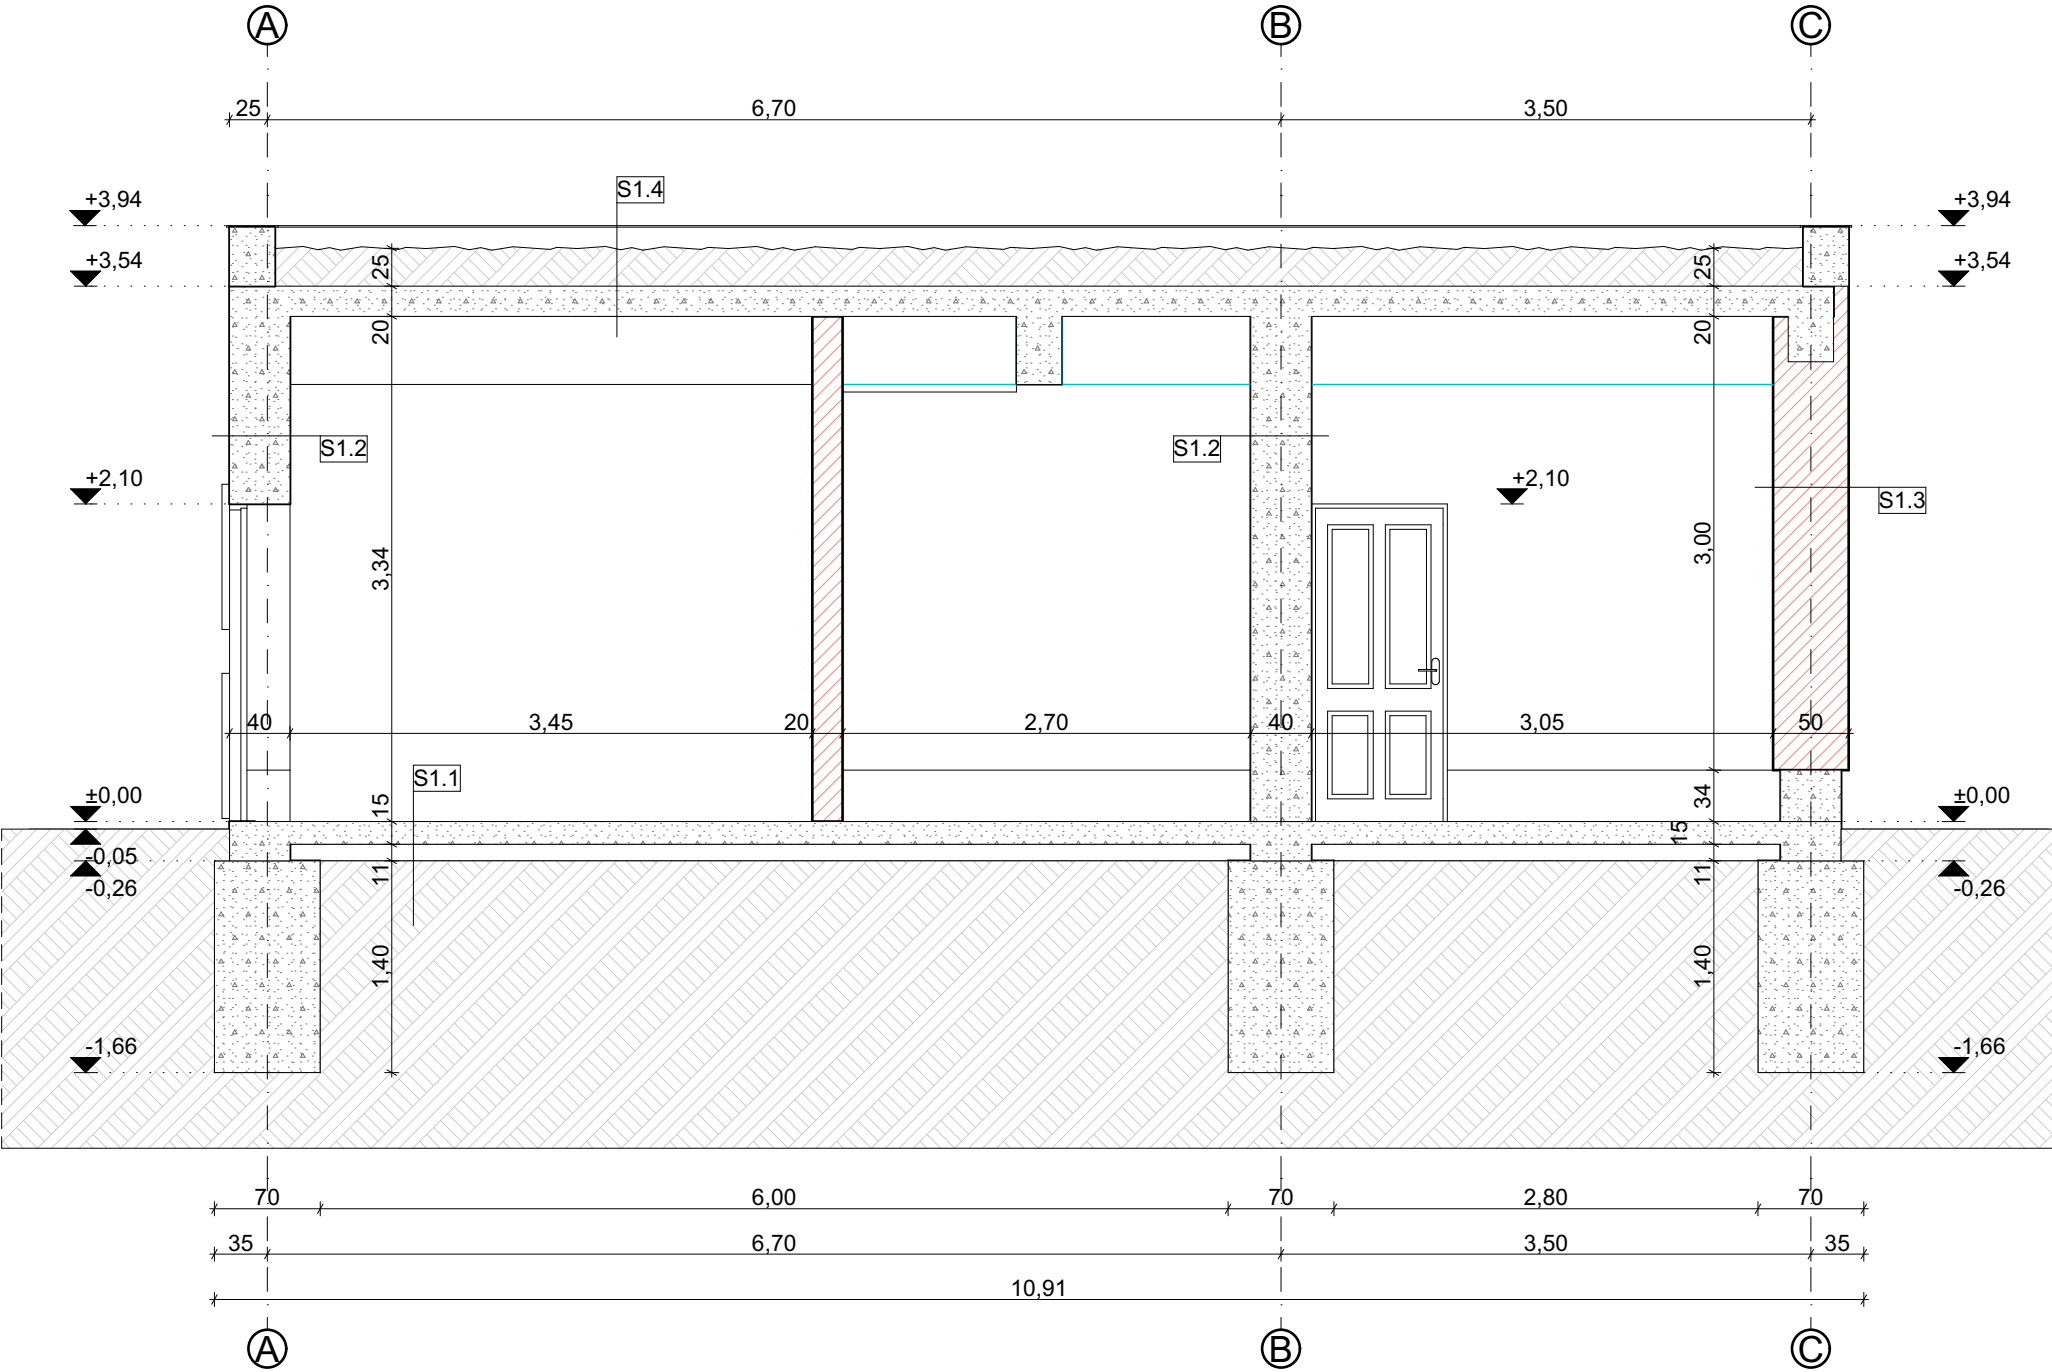 A B C
25 6,70 3,50
S1.4
+3,94 +3,94
+3,54 +3,54
25 25
20 20
S1.2 S1.2
+2,10 +2,10
S1.3
3,34 3,00
40 3,45 20 2,70 40 3,05 50
S1.1
±0,00 15 34 ±0,00
15
-0,05
-0,26 11 11 -0,26
1,40 1,40
-1,66 -1,66
70 6,00 70 2,80 70
35 6,70 3,50 35
10,91
A B C